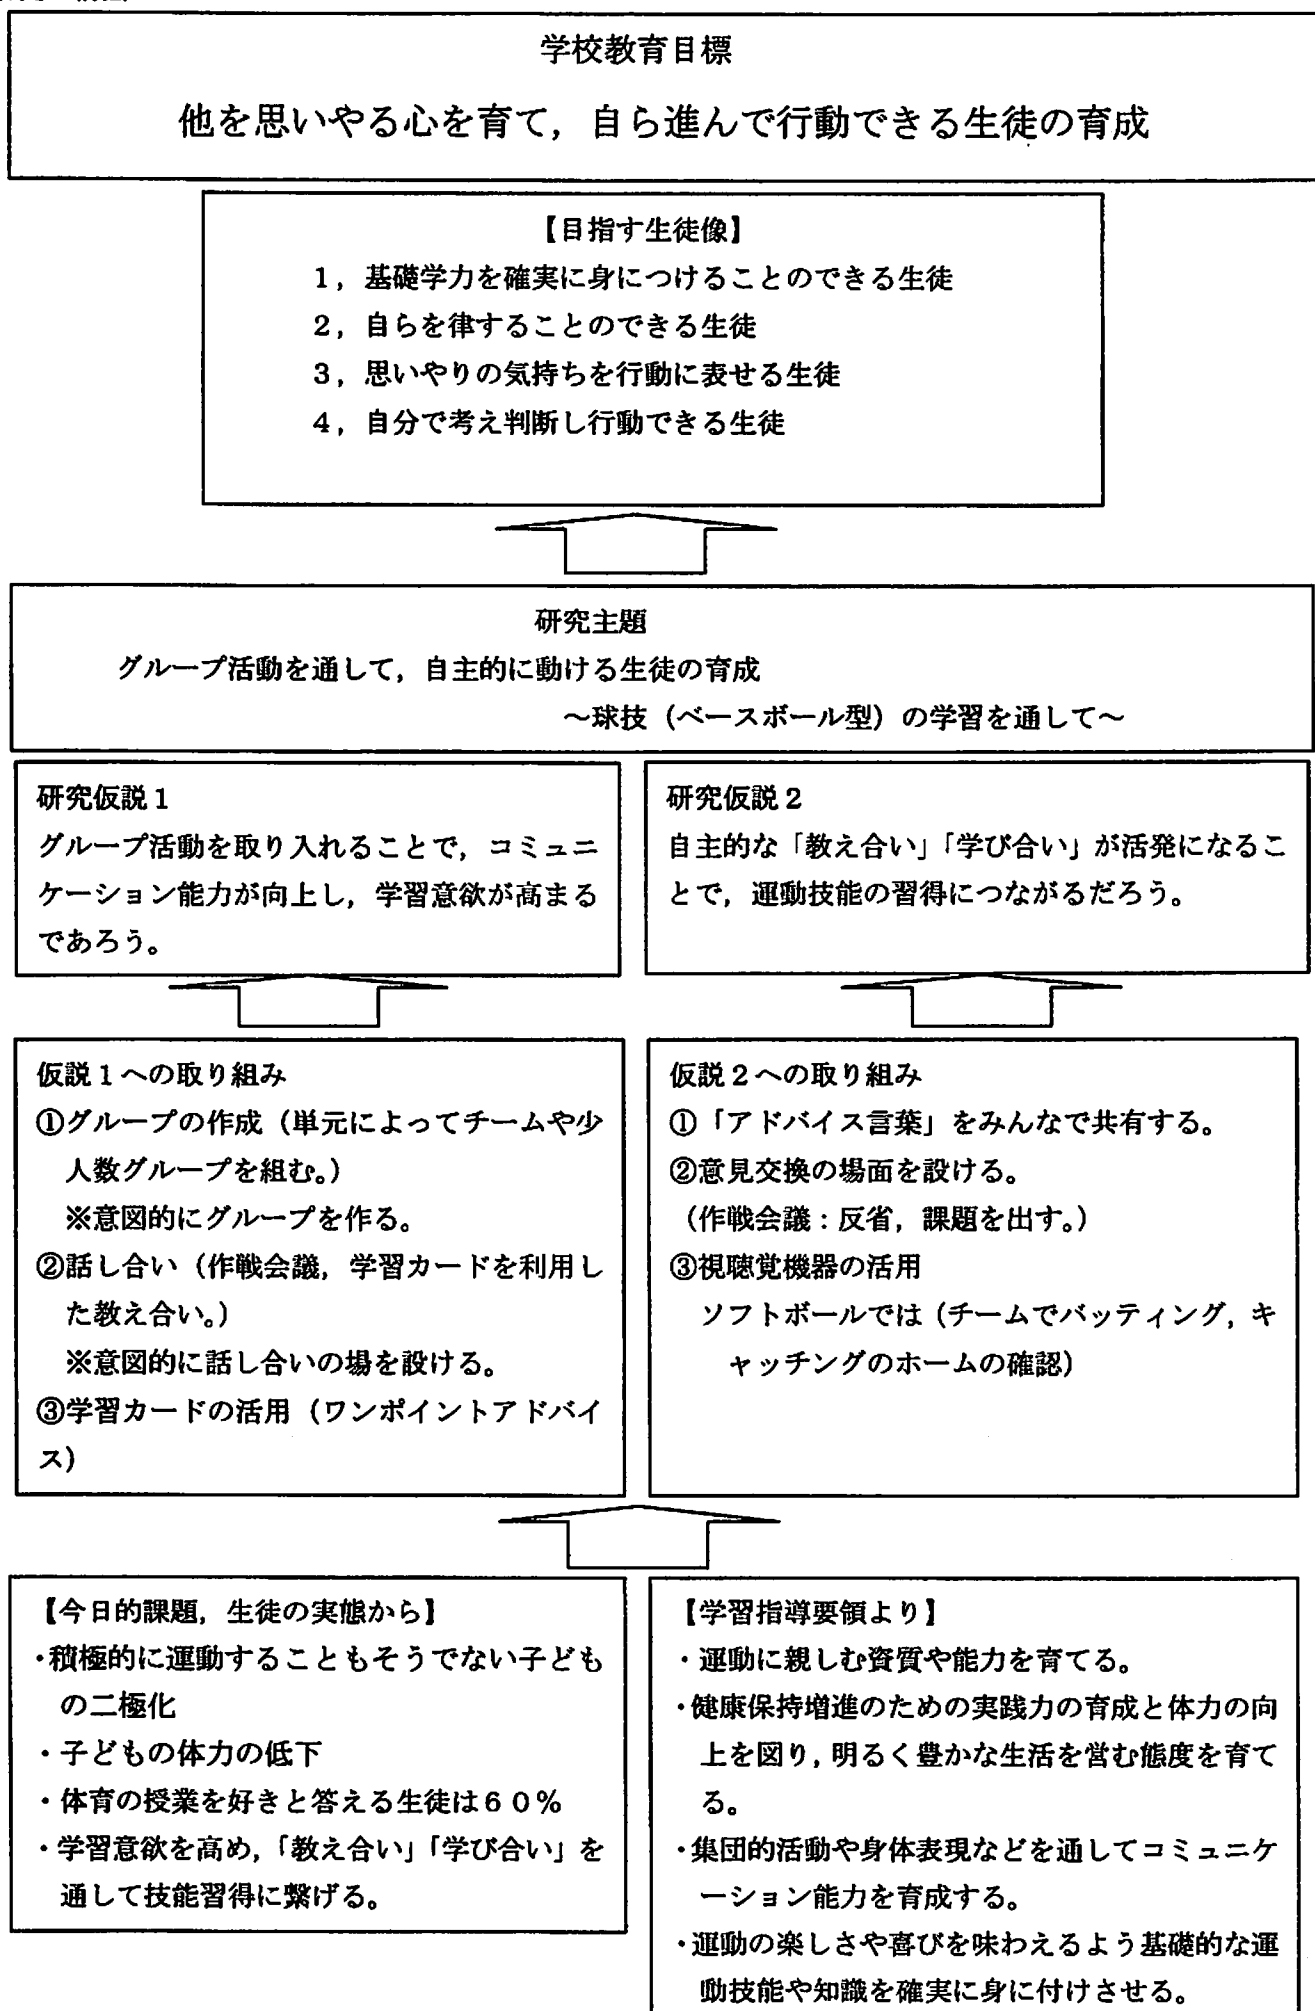 学校教育目標
他を思いやる心を育て，自ら進んで行動できる生徒の育成
【目指す生徒像】
１，基礎学力を確実に身につけることのできる生徒
２，自らを律することのできる生徒
３，思いやりの気持ちを行動に表せる生徒
４，自分で考え判断し行動できる生徒
研究主題
グループ活動を通して，自主的に動ける生徒の育成
～球技（ベースボール型）の学習を通して～
研究仮説１
グループ活動を取り入れることで，コミュニ
ケーション能力が向上し，学習意欲が高まる
であろう。
研究仮説２
自主的な「教え合い」「学び合い」が活発になるこ
とで，運動技能の習得につながるだろう。
仮説１への取り組み
①グループの作成（単元によってチームや少
人数グループを組む。）
※意図的にグループを作る。
②話し合い（作戦会議，学習カードを利用し
た教え合い。）
※意図的に話し合いの場を設ける。
③学習カードの活用（ワンポイントアドバイ
ス）
仮説２への取り組み
①「アドバイス言葉」をみんなで共有する。
②意見交換の場面を設ける。
（作戦会議：反省，課題を出す。）
③視聴覚機器の活用
ソフトボールでは（チームでバッティング，キ
ャッチングのホームの確認）
【今日的課題，生徒の実態から】
・積極的に運動することもそうでない子ども
の二極化
・子どもの体力の低下
・体育の授業を好きと答える生徒は６０％
・学習意欲を高め，「教え合い」「学び合い」を
通して技能習得に繋げる。
【学習指導要領より】
・運動に親しむ資質や能力を育てる。
・健康保持増進のための実践力の育成と体力の向
上を図り，明るく豊かな生活を営む態度を育て
る。
・集団的活動や身体表現などを通してコミュニケ
ーション能力を育成する。
・運動の楽しさや喜びを味わえるよう基礎的な運
動技能や知識を確実に身に付けさせる。